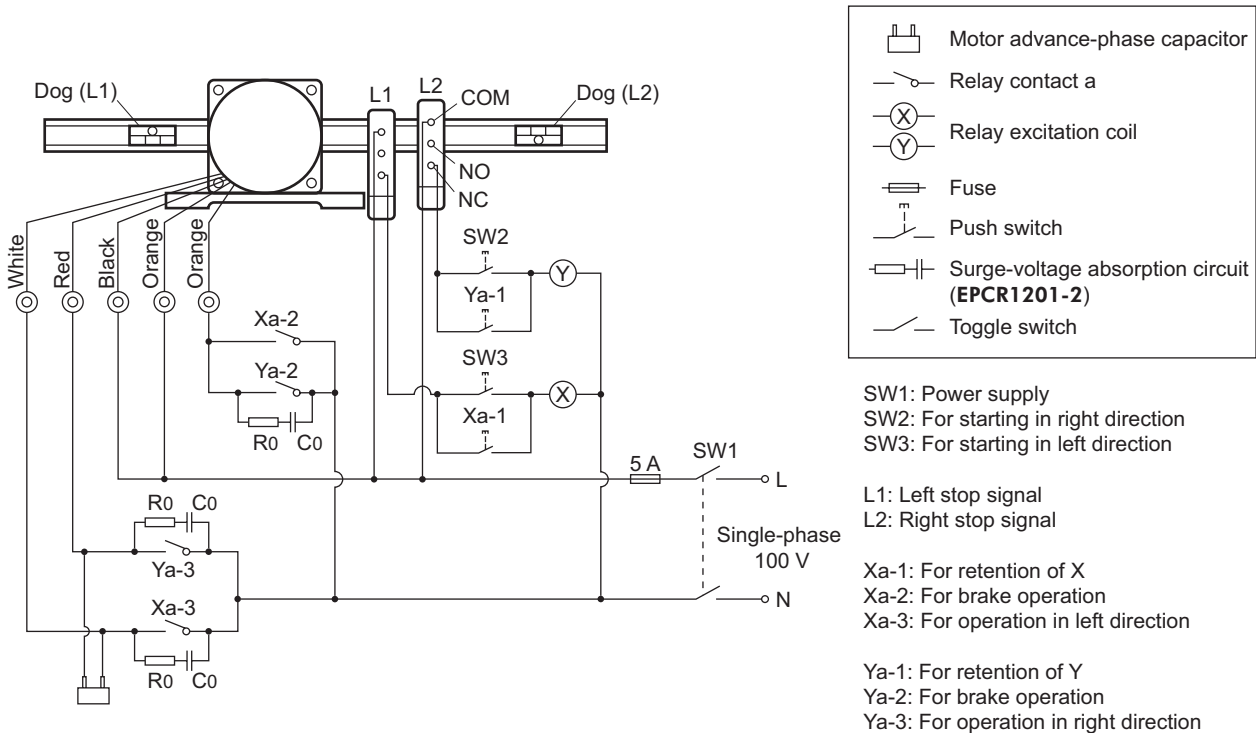 Dog (L1)
L1
L2
COM
NO
NC
Dog (L2)
White
Red
Black
Orange
Orange
SW2
Y
Ya-1
Xa-2
Ya-2
R0 C0
SW3
X
Xa-1
5 A
SW1
L
Single-phase
100 V
N
R0 C0
Ya-3
Xa-3
R0 C0
Motor advance-phase capacitor
Relay contact a
X
Y
Relay excitation coil
Fuse
Push switch
Surge-voltage absorption circuit
(EPCR1201-2)
Toggle switch
SW1: Power supply
SW2: For starting in right direction
SW3: For starting in left direction
L1: Left stop signal
L2: Right stop signal
Xa-1: For retention of X
Xa-2: For brake operation
Xa-3: For operation in left direction
Ya-1: For retention of Y
Ya-2: For brake operation
Ya-3: For operation in right direction